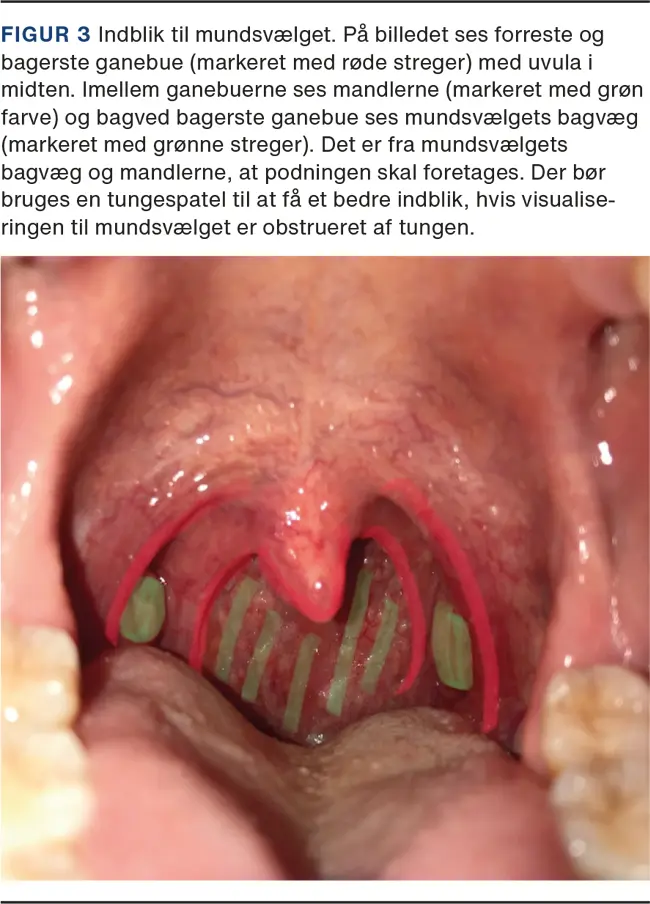 FIGUR 3 Indblik til mundsvælget. På billedet ses forreste og
bagerste ganebue (markeret med røde streger) med uvula i
midten. Imellem ganebuerne ses mandlerne (markeret med grøn
farve) og bagved bagerste ganebue ses mundsvælgets bagvæg
(markeret med grønne streger). Det er fra mundsvælgets
bagvæg og mandlerne, at podningen skal foretages. Der bør
bruges en tungespatel til at få et bedre indblik, hvis visualise-
ringen til mundsvælget er obstrueret af tungen.